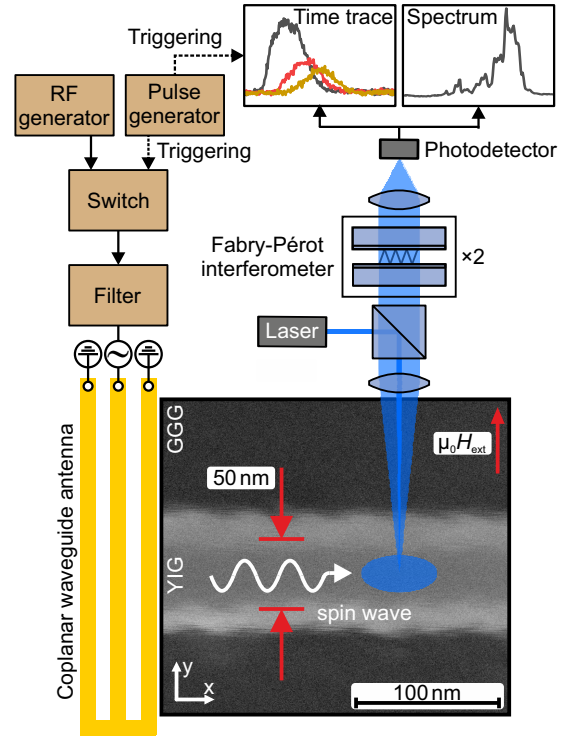 Time trace
Spectrum
Triggering
RF
generator
Pulse
generator
Triggering
Photodetector
Switch
Fabry-Pérot
interferometer
×2
Filter
Laser
Coplanar waveguide antenna
GGG
μ₀Hₑₓₜ
50 nm
YIG
spin wave
y
x
100 nm